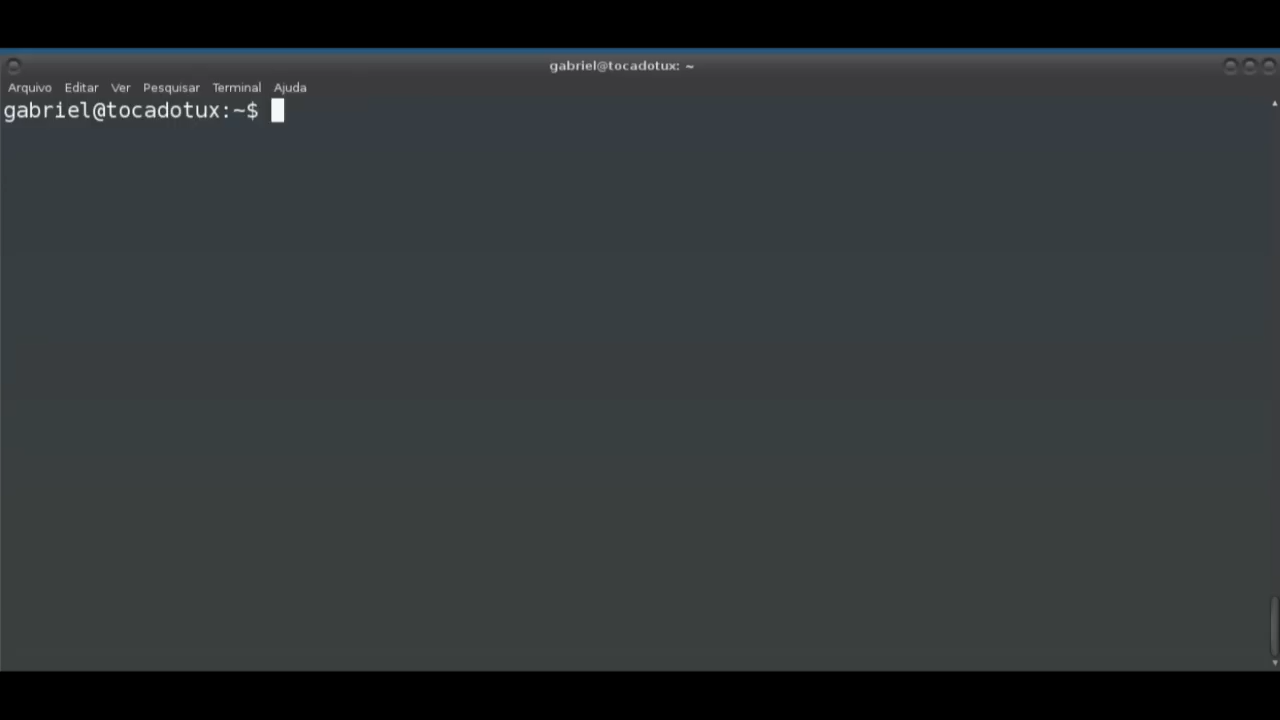 gabriel@tocadotux: ~
Arquivo Editar Ver Pesquisar Terminal Ajuda
gabriel@tocadotux:~$